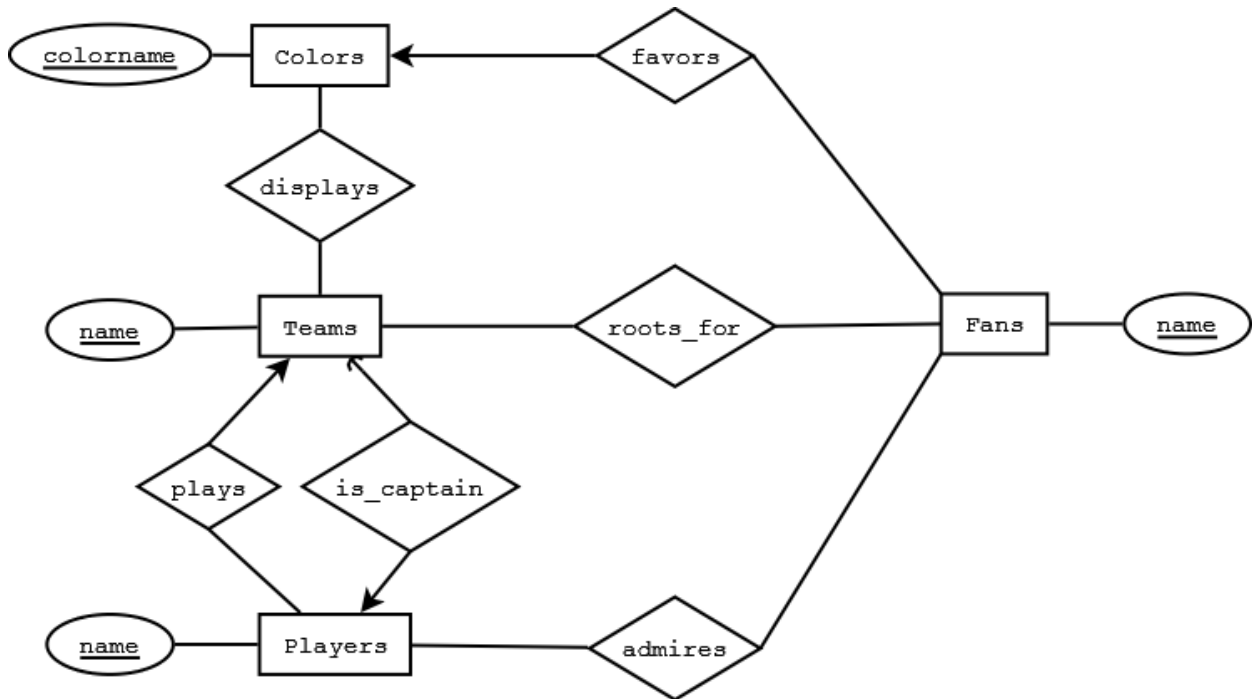 colorname
Colors
favors
displays
name
Teams
roots_for
Fans
name
plays
is_captain
name
Players
admires